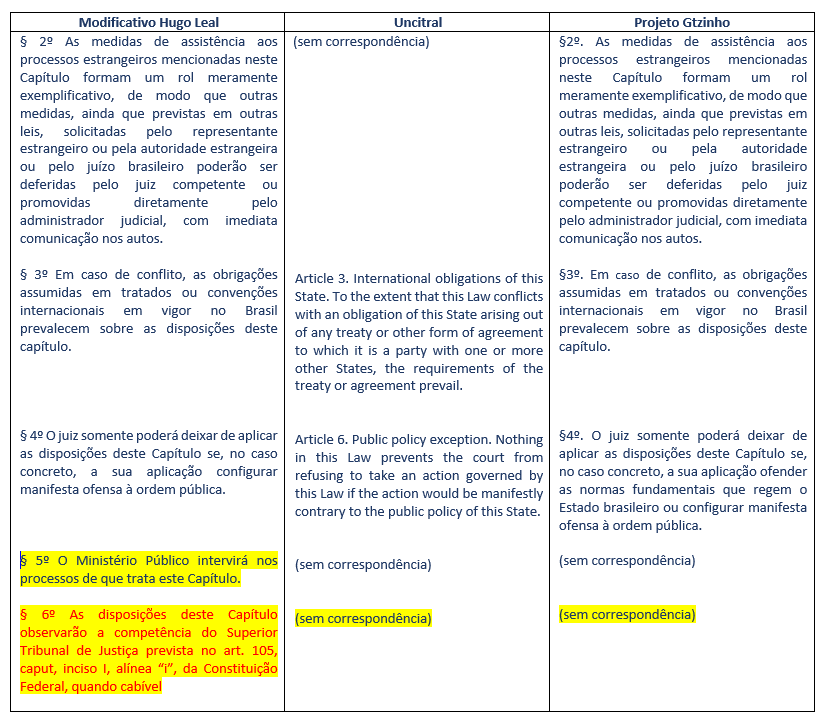 Modificativo Hugo Leal
§ 2º As medidas de assistência aos
processos estrangeiros mencionadas neste
Capítulo formam um rol meramente
exemplificativo, de modo que outras
medidas, ainda que previstas em outras
leis, solicitadas pelo representante
estrangeiro ou pela autoridade estrangeira
ou pelo juízo brasileiro poderão ser
deferidas pelo juiz competente ou
promovidas diretamente pelo
administrador judicial, com imediata
comunicação nos autos.
§ 3º Em caso de conflito, as obrigações
assumidas em tratados ou convenções
internacionais em vigor no Brasil
prevalecem sobre as disposições deste
capítulo.
§ 4º O juiz somente poderá deixar de aplicar
as disposições deste Capítulo se, no caso
concreto, a sua aplicação configurar
manifesta ofensa à ordem pública.
§ 5º O Ministério Público intervirá nos
processos de que trata este Capítulo.
§ 6º As disposições deste Capítulo
observarão a competência do Superior
Tribunal de Justiça prevista no art. 105,
caput, inciso I, alínea “i”, da Constituição
Federal, quando cabível
Uncitral
(sem correspondência)
Article 3. International obligations of this
State. To the extent that this Law conflicts
with an obligation of this State arising out
of any treaty or other form of agreement
to which it is a party with one or more
other States, the requirements of the
treaty or agreement prevail.
Article 6. Public policy exception. Nothing
in this Law prevents the court from
refusing to take an action governed by
this Law if the action would be manifestly
contrary to the public policy of this State.
(sem correspondência)
(sem correspondência)
Projeto Gtzinho
§2º. As medidas de assistência aos
processos estrangeiros mencionadas
neste Capítulo formam um rol
meramente exemplificativo, de modo que
outras medidas, ainda que previstas em
outras leis, solicitadas pelo representante
estrangeiro ou pela autoridade
estrangeira ou pelo juízo brasileiro
poderão ser deferidas pelo juiz
competente ou promovidas diretamente
pelo administrador judicial, com imediata
comunicação nos autos.
§3º. Em caso de conflito, as obrigações
assumidas em tratados ou convenções
internacionais em vigor no Brasil
prevalecem sobre as disposições deste
capítulo.
§4º. O juiz somente poderá deixar de
aplicar as disposições deste Capítulo se,
no caso concreto, a sua aplicação ofender
as normas fundamentais que regem o
Estado brasileiro ou configurar manifesta
ofensa à ordem pública.
(sem correspondência)
(sem correspondência)